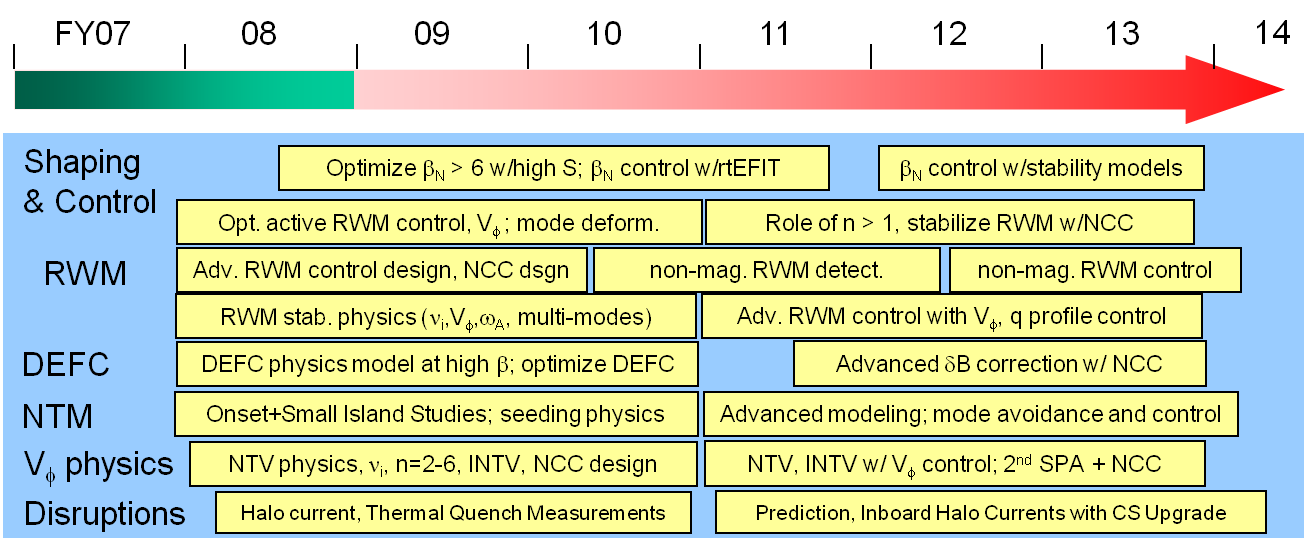 FY07 08 09 10 11 12 13 14
Shaping & Control
Optimize βN > 6 w/high S; βN control w/rtEFIT
βN control w/stability models
Opt. active RWM control, Vϕ; mode deform.
Role of n > 1, stabilize RWM w/NCC
RWM
Adv. RWM control design, NCC dsgn
non-mag. RWM detect.
non-mag. RWM control
RWM stab. physics (νi,Vϕ,ωA, multi-modes)
Adv. RWM control with Vϕ, q profile control
DEFC
DEFC physics model at high β; optimize DEFC
Advanced δB correction w/ NCC
NTM
Onset+Small Island Studies; seeding physics
Advanced modeling; mode avoidance and control
Vϕ physics
NTV physics, νi, n=2-6, INTV, NCC design
NTV, INTV w/ Vϕ control; 2nd SPA + NCC
Disruptions
Halo current, Thermal Quench Measurements
Prediction, Inboard Halo Currents with CS Upgrade